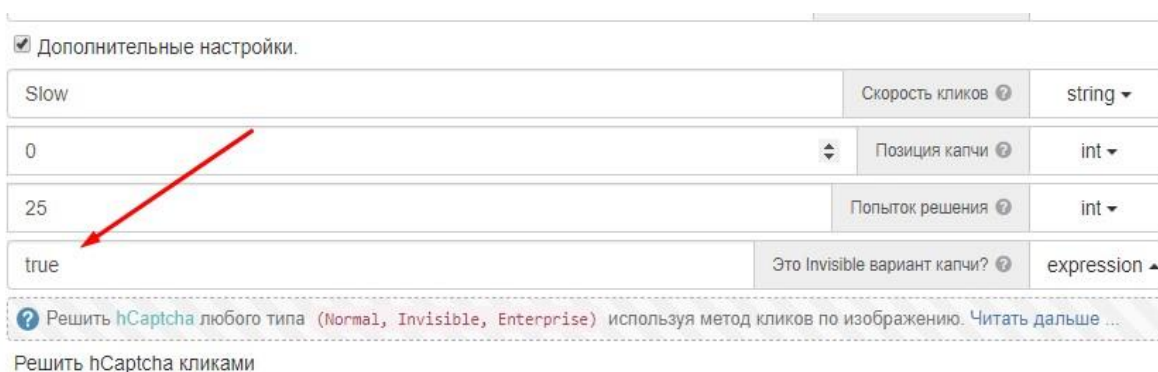 Дополнительные настройки.
Slow Скорость кликов ? string
0 Позиция капчи ? int
25 Попыток решения ? int
true Это Invisible вариант капчи? ? expression
? Решить hCaptcha любого типа (Normal, Invisible, Enterprise) используя метод кликов по изображению. Читать дальше ...
Решить hCaptcha кликами